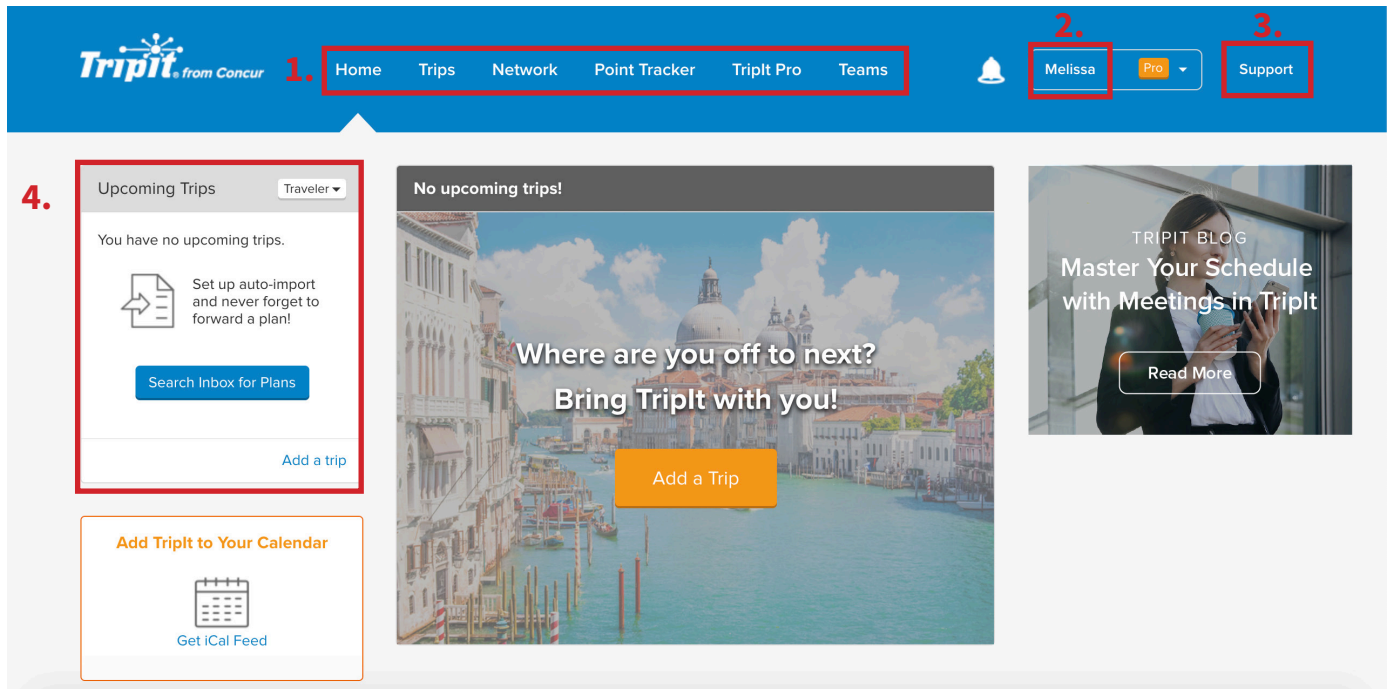 2. 3.
TripIt® from Concur 1. Home Trips Network Point Tracker TripIt Pro Teams Melissa Pro Support
4.
Upcoming Trips Traveler
You have no upcoming trips.
Set up auto-import
and never forget to
forward a plan!
Search Inbox for Plans
Add a trip
Add TripIt to Your Calendar
Get iCal Feed
No upcoming trips!
Where are you off to next?
Bring TripIt with you!
Add a Trip
TRIPIT BLOG
Master Your Schedule
with Meetings in TripIt
Read More